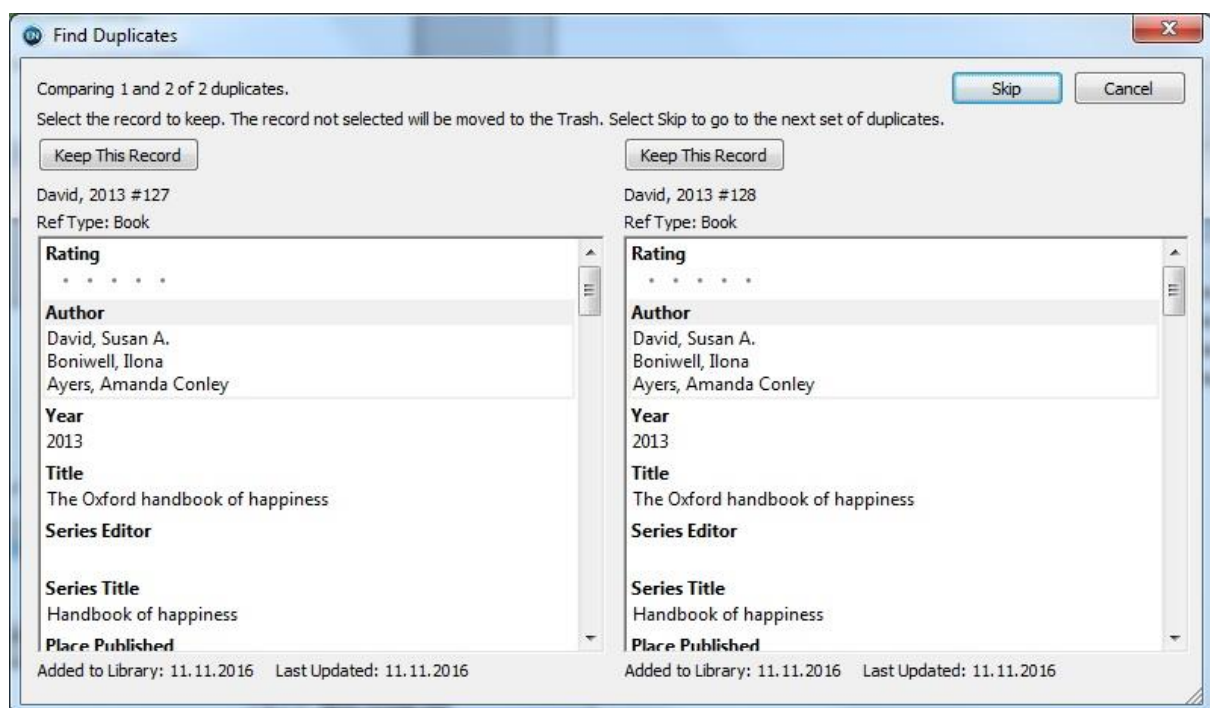 EN Find Duplicates
Comparing 1 and 2 of 2 duplicates.
Skip
Cancel
Select the record to keep. The record not selected will be moved to the Trash. Select Skip to go to the next set of duplicates.
Keep This Record
David, 2013 #127
Ref Type: Book
Rating
Author
David, Susan A.
Boniwell, Ilona
Ayers, Amanda Conley
Year
2013
Title
The Oxford handbook of happiness
Series Editor
Series Title
Handbook of happiness
Place Published
Added to Library: 11.11.2016 Last Updated: 11.11.2016
Keep This Record
David, 2013 #128
Ref Type: Book
Rating
Author
David, Susan A.
Boniwell, Ilona
Ayers, Amanda Conley
Year
2013
Title
The Oxford handbook of happiness
Series Editor
Series Title
Handbook of happiness
Place Published
Added to Library: 11.11.2016 Last Updated: 11.11.2016